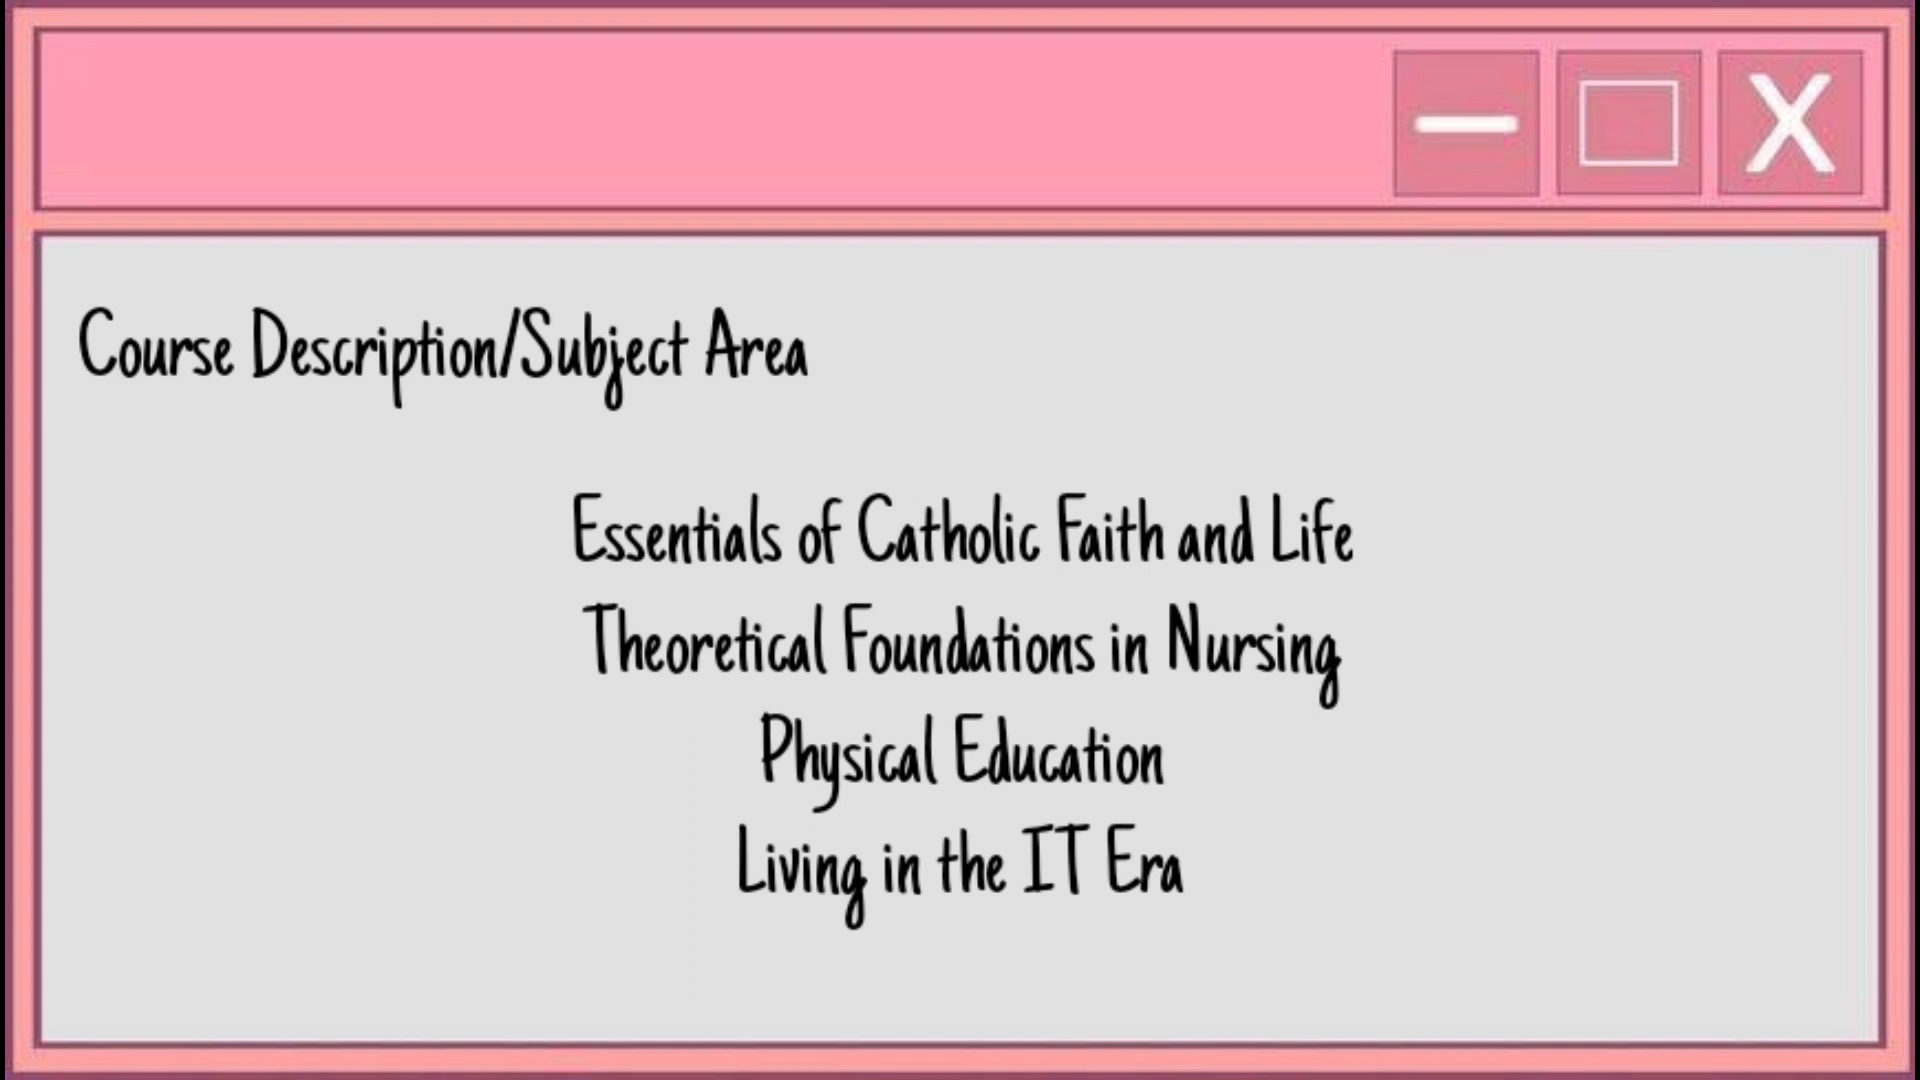 Course Description/Subject Area
Essentials of Catholic Faith and Life
Theoretical Foundations in Nursing
Physical Education
Living in the IT Era